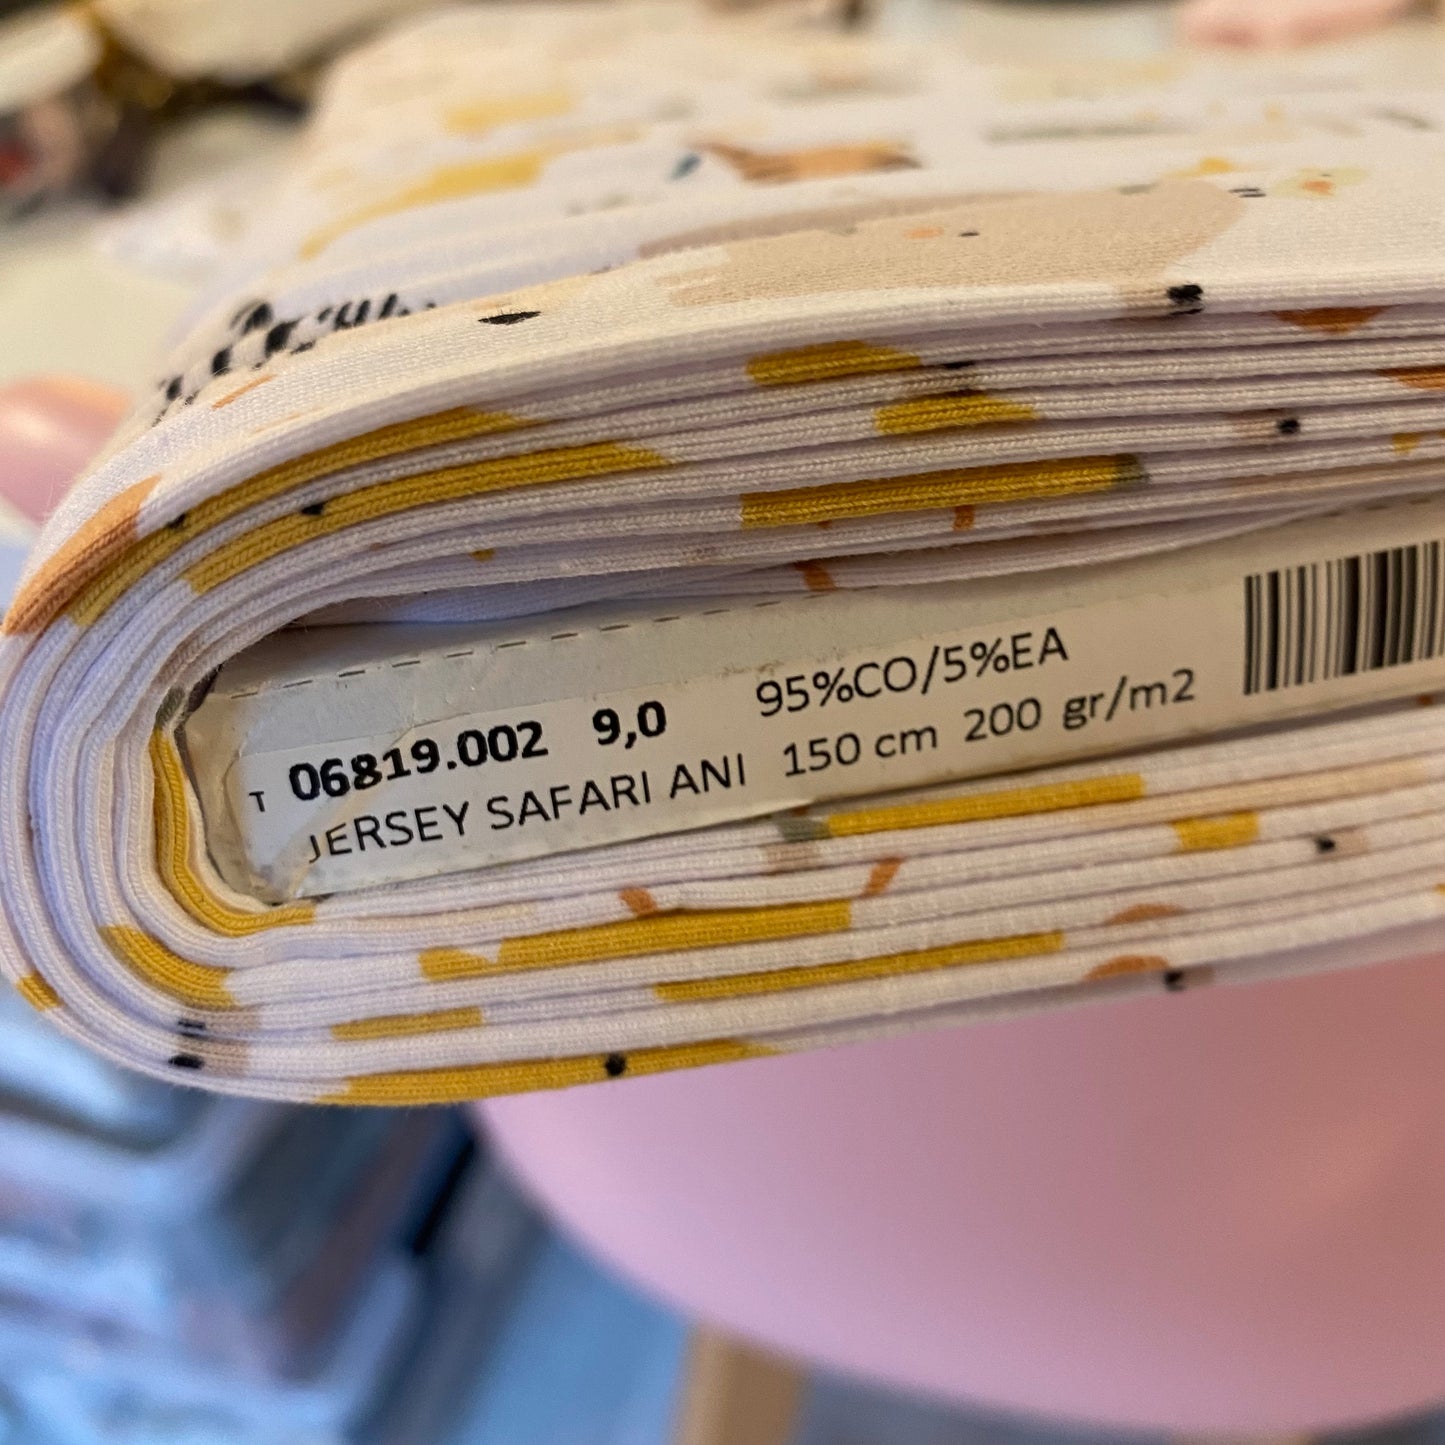 T 06819.002 9,0 95%CO/5%EA
JERSEY SAFARI ANI 150 cm 200 gr/m2